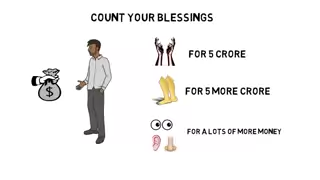 COUNT YOUR BLESSINGS
FOR 5 CRORE
$
FOR 5 MORE CRORE
FOR A LOTS OF MORE MONEY